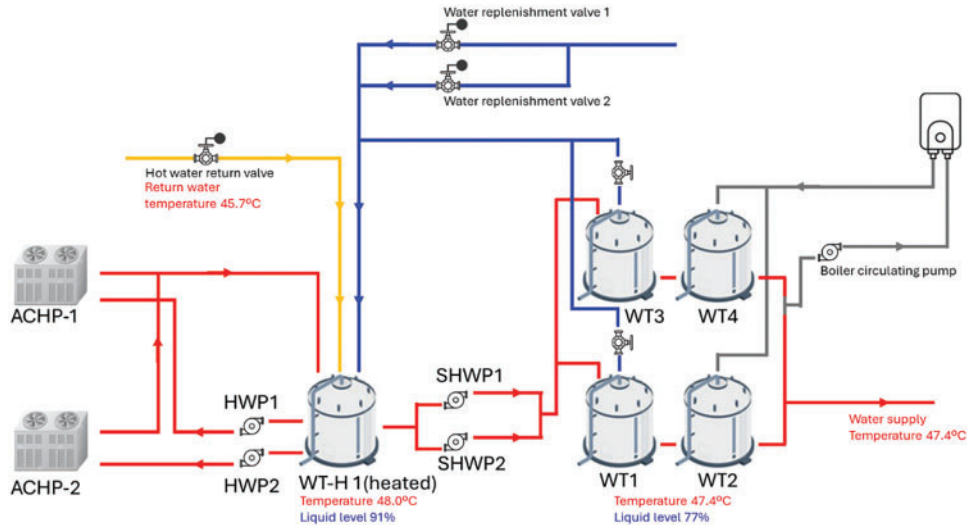 Water replenishment valve 1
Water replenishment valve 2
Hot water return valve
Return water
temperature 45.7ºC
Boiler circulating pump
ACHP-1
WT3
WT4
HWP1
SHWP1
Water supply
Temperature 47.4ºC
ACHP-2
HWP2
SHWP2
WT-H 1(heated)
WT1
WT2
Temperature 48.0ºC
Liquid level 91%
Temperature 47.4ºC
Liquid level 77%